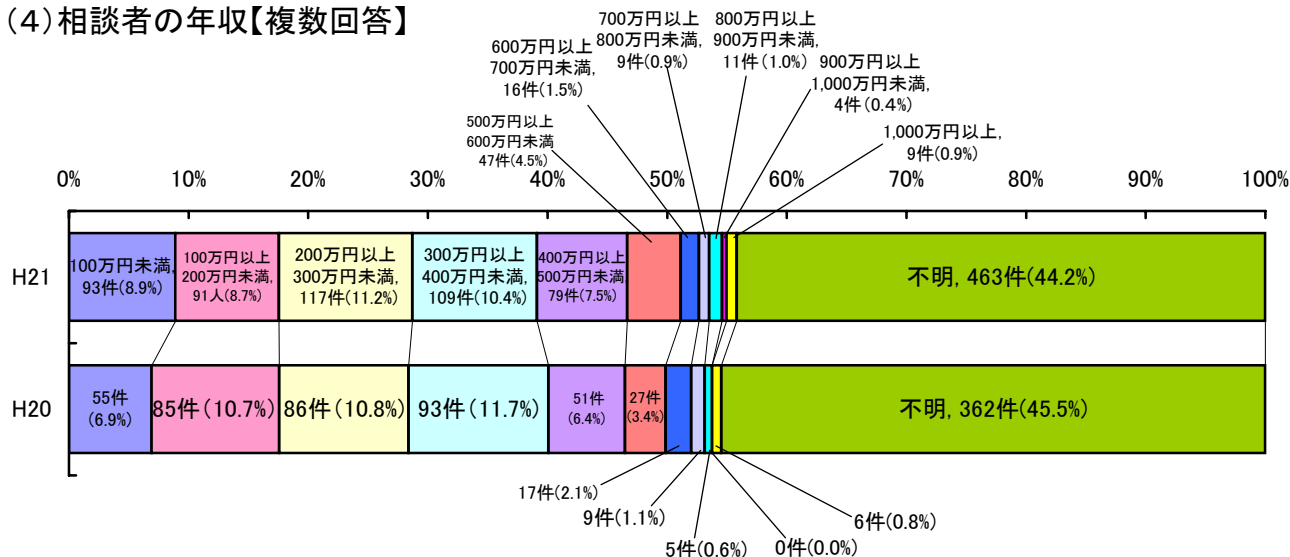 (4)相談者の年収【複数回答】
600万円以上
700万円未満,
16件(1.5%)
700万円以上
800万円未満,
9件(0.9%)
800万円以上
900万円未満,
11件(1.0%)
900万円以上
1,000万円未満,
4件(0.4%)
500万円以上
600万円未満
47件(4.5%)
1,000万円以上,
9件(0.9%)
0% 10% 20% 30% 40% 50% 60% 70% 80% 90% 100%
H21
100万円未満,
93件(8.9%)
100万円以上
200万円未満,
91人(8.7%)
200万円以上
300万円未満,
117件(11.2%)
300万円以上
400万円未満,
109件(10.4%)
400万円以上
500万円未満
79件(7.5%)
不明, 463件(44.2%)
H20
55件
(6.9%)
85件(10.7%)
86件(10.8%)
93件(11.7%)
51件
(6.4%)
27件
(3.4%)
不明, 362件(45.5%)
17件(2.1%)
9件(1.1%)
5件(0.6%)
0件(0.0%)
6件(0.8%)